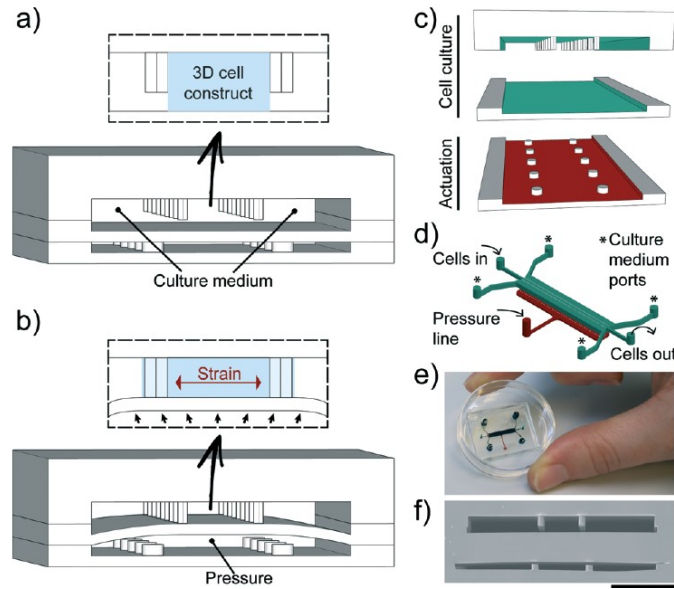 a)
3D cell
construct
Culture medium
b)
Strain
Pressure
c)
Cell culture
Actuation
d)
Cells in
*
*
*Culture
medium
ports
*
Pressure
line
*
Cells out
e)
f)